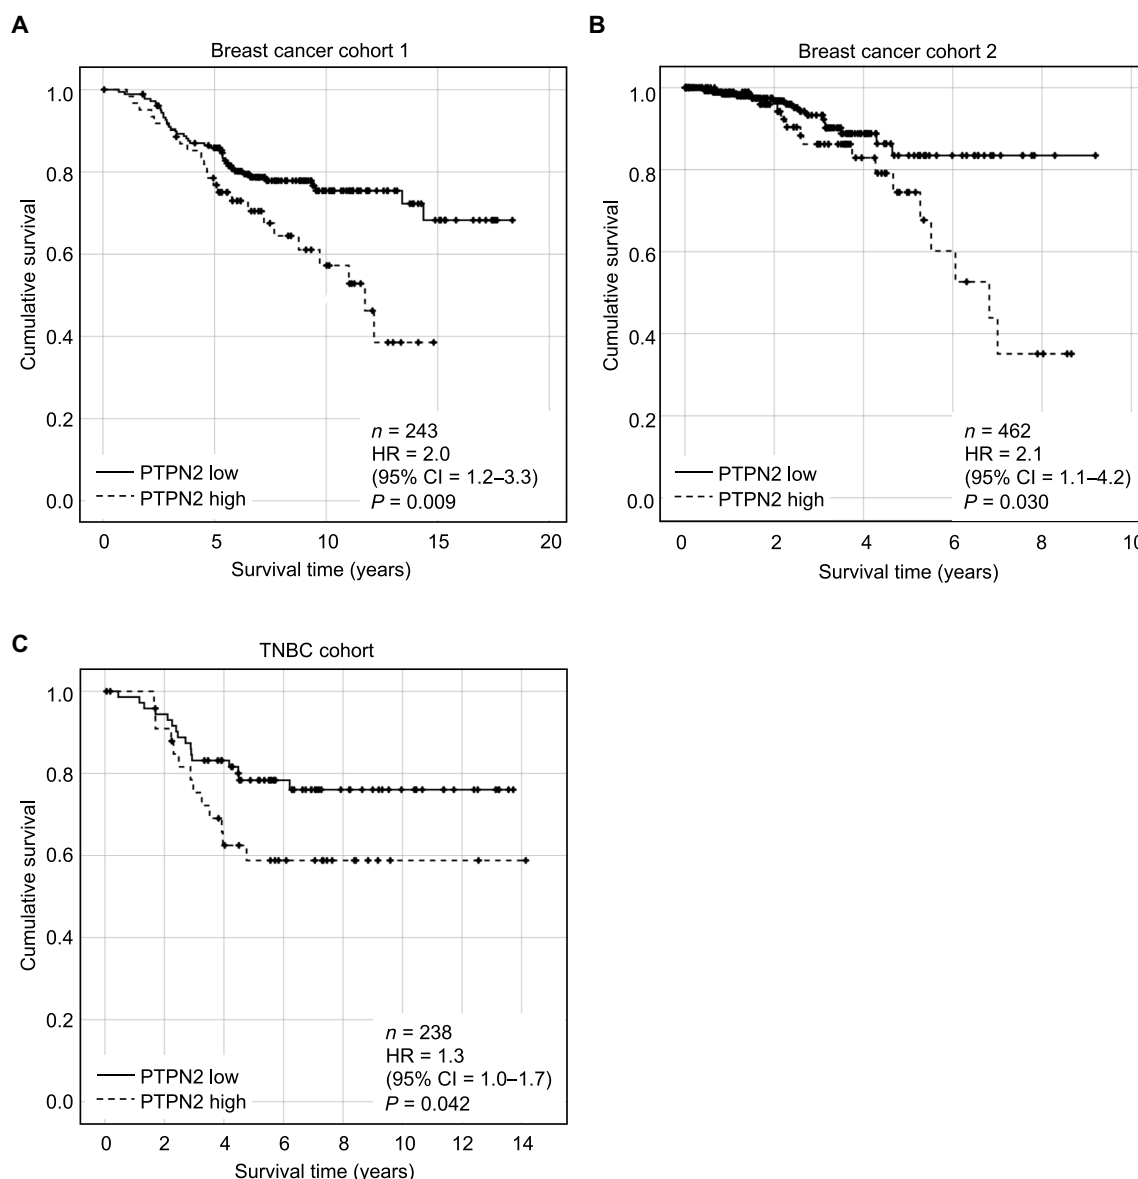 A
Breast cancer cohort 1
Cumulative survival
1.0
0.8
0.6
0.4
0.2
0.0
PTPN2 low
PTPN2 high
n = 243
HR = 2.0
(95% CI = 1.2–3.3)
P = 0.009
0 5 10 15 20
Survival time (years)
B
Breast cancer cohort 2
Cumulative survival
1.0
0.8
0.6
0.4
0.2
0.0
PTPN2 low
PTPN2 high
n = 462
HR = 2.1
(95% CI = 1.1–4.2)
P = 0.030
0 2 4 6 8 10
Survival time (years)
C
TNBC cohort
Cumulative survival
1.0
0.8
0.6
0.4
0.2
0.0
PTPN2 low
PTPN2 high
n = 238
HR = 1.3
(95% CI = 1.0–1.7)
P = 0.042
0 2 4 6 8 10 12 14
Survival time (years)